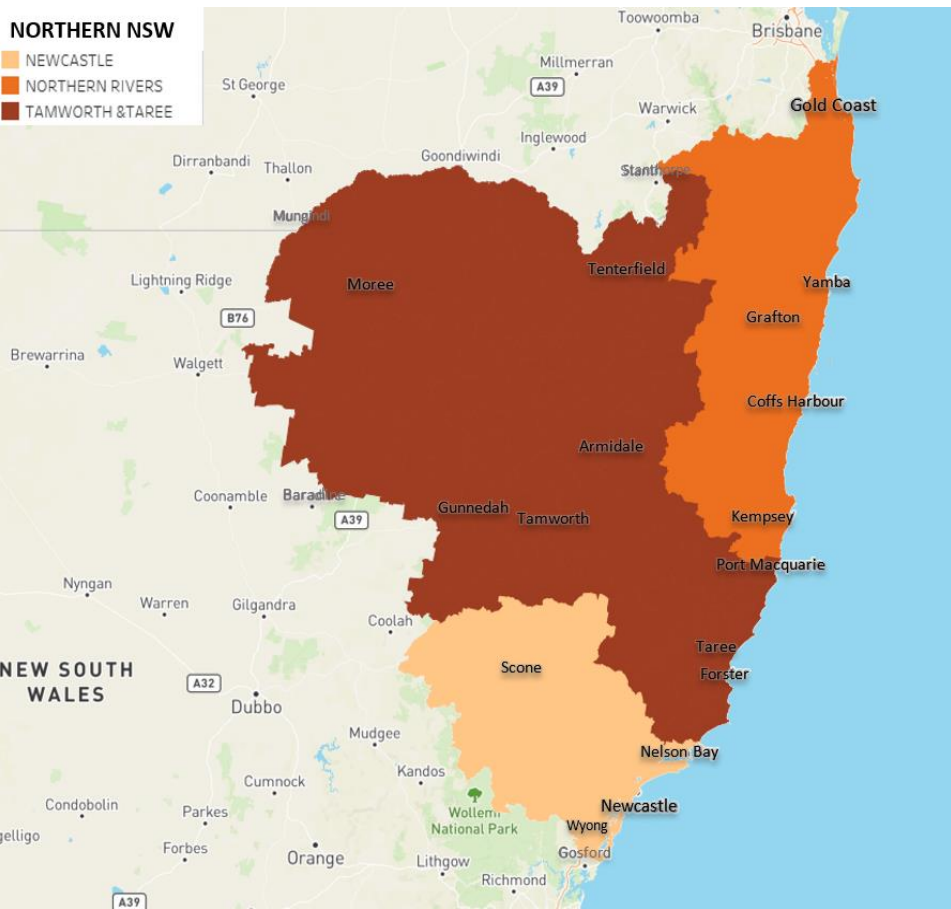 NORTHERN NSW
NEWCASTLE
NORTHERN RIVERS
TAMWORTH &TAREE
Toowoomba
Brisbane
Millmerran
St George
A39
Gold Coast
Warwick
Inglewood
Goondiwindi
Dirranbandi
Thallon
Stanthorpe
Mungindi
Tenterfield
Lightning Ridge
Moree
Yamba
B76
Grafton
Brewarrina
Walgett
Coffs Harbour
Armidale
Coonamble
Baradine
Gunnedah
A39
Tamworth
Kempsey
Port Macquarie
Nyngan
Warren
Gilgandra
Coolah
Taree
NEW SOUTH
WALES
Scone
Forster
A32
Dubbo
Mudgee
Nelson Bay
Kandos
Cumnock
Condobolin
Parkes
Wollemi
National Park
Newcastle
Wyong
gelligo
Forbes
Orange
Lithgow
Gosford
Richmond
A39